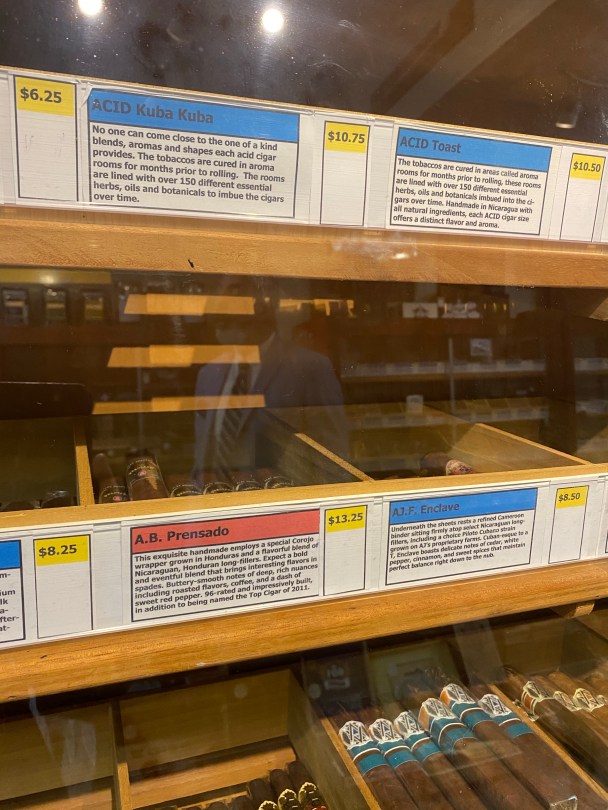 $6.25
ACID Kuba Kuba
No one can come close to the one of a kind
blends, aromas and shapes each acid cigar
provides. The tobaccos are cured in aroma
rooms for months prior to rolling. The rooms
are lined with over 150 different essential
herbs, oils and botanicals to imbue the cigars
over time.
$10.75
ACID Toast
The tobaccos are cured in areas called aroma
rooms for months prior to rolling, these rooms
are lined with over 150 different essential
herbs, oils and botanicals imbued into the ci-
gars over time. Handmade in Nicaragua with
all natural ingredients, each ACID cigar size
offers a distinct flavor and aroma.
$10.50
$8.25
A.B. Prensado
This exquisite handmade employs a special Corojo
wrapper grown in Honduras and a flavorful blend of
Nicaraguan, Honduran long-fillers. Expect a bold
and eventful blend that brings interesting flavors in
spades. Buttery-smooth notes of deep, rich nuances
including roasted flavors, coffee, and a dash of
sweet red pepper. 96-rated and impressively built,
in addition to being named the Top Cigar of 2011.
$13.25
AJ.F. Enclave
Underneath the sheets rests a refined Cameroon
binder sitting firmly atop select Nicaraguan long-
fillers, including a choice Piloto Cubano strain
grown on AJ's proprietary farms. Cuban-esque to a
T, Enclave boasts delicate notes of cedar, white
pepper, cinnamon, and sweet spices that maintain
perfect balance right down to the nub.
$8.50